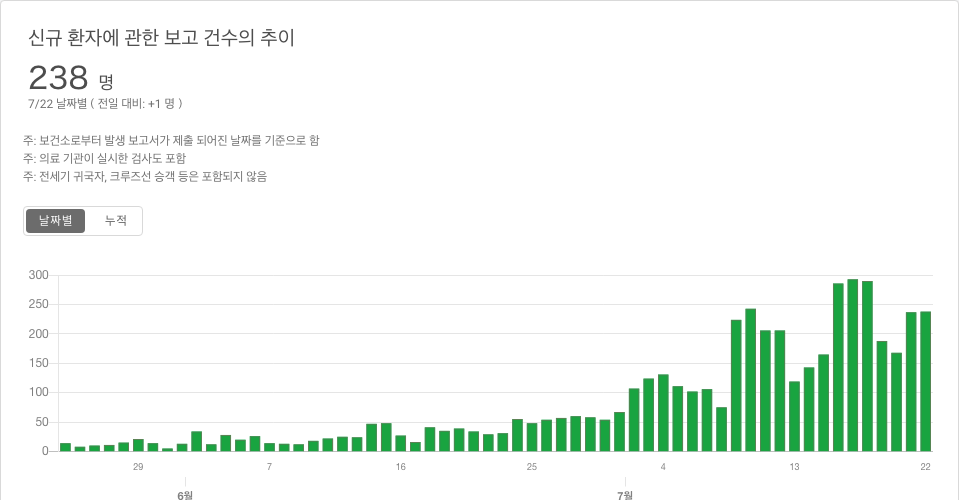 신규 환자에 관한 보고 건수의 추이
238 명
7/22 날짜별 ( 전일 대비: +1 명 )
주: 보건소로부터 발생 보고서가 제출 되어진 날짜를 기준으로 함
주: 의료 기관이 실시한 검사도 포함
주: 전세기 귀국자, 크루즈선 승객 등은 포함되지 않음
날짜별 누적
300
250
200
150
100
50
0
29 7 16 25 4 13 22
6월 7월